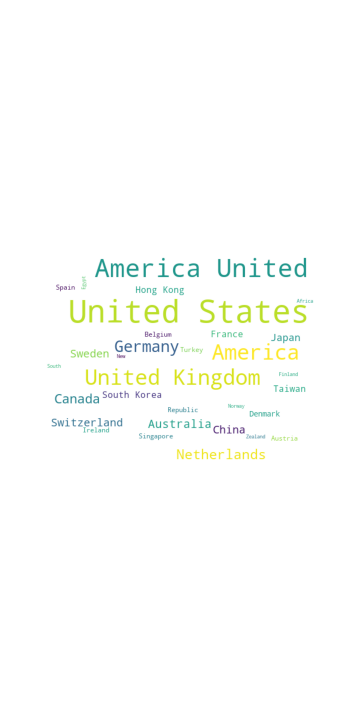 America United
Egypt
Spain
Hong Kong
Africa
United States
Belgium
France
Japan
Germany
Turkey
America
Sweden
New
South
United Kingdom
Finland
Taiwan
Canada
South Korea
Republic
Norway
Denmark
Switzerland
Australia
China
Ireland
Singapore
Zealand
Austria
Netherlands